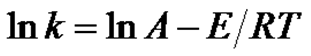 ln k = ln A − E/RT